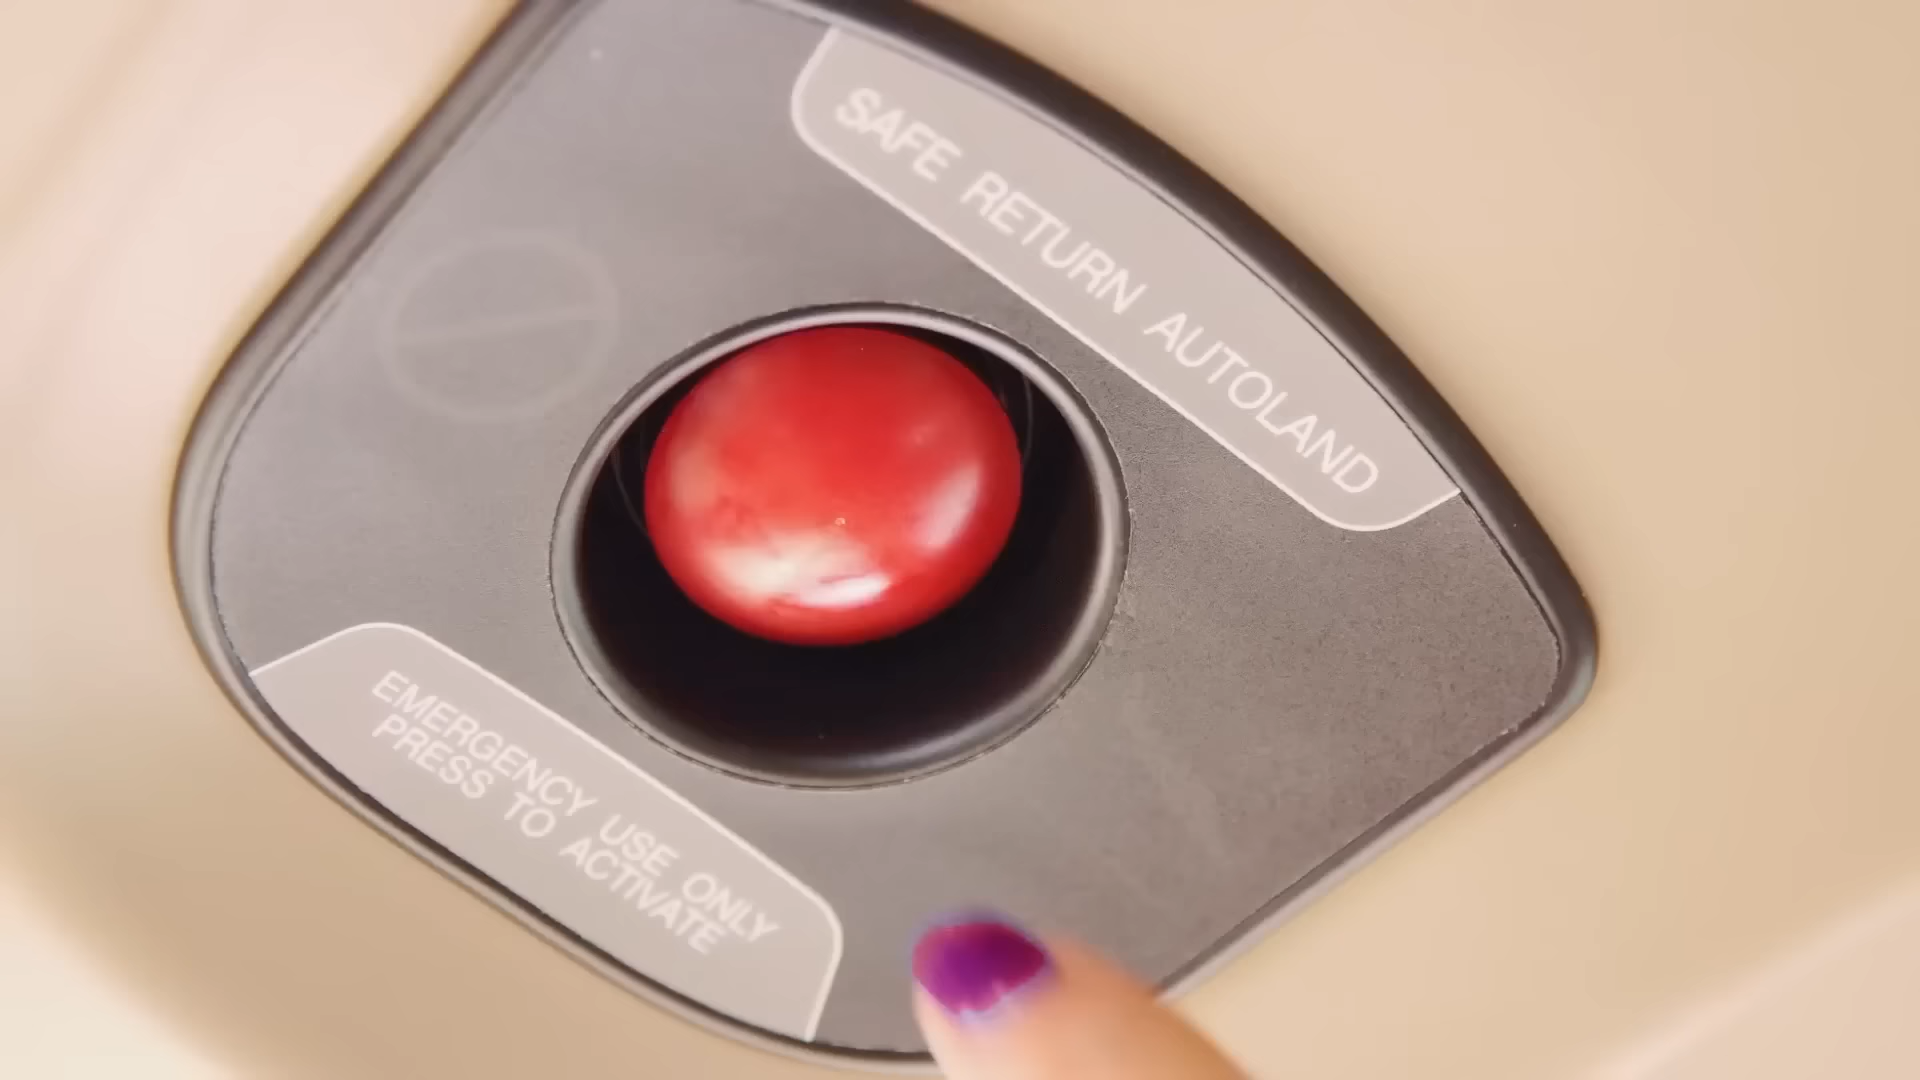 SAFE RETURN AUTOLAND
EMERGENCY USE ONLY
PRESS TO ACTIVATE